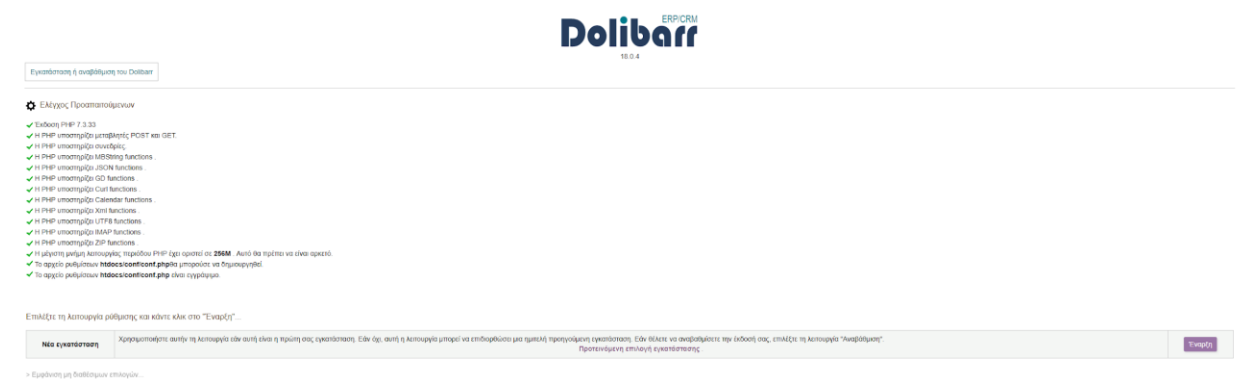 Dolibarr ERP/CRM
18.0.4
Εγκατάσταση ή αναβάθμιση του Dolibarr
Ελέγχος Προαπαιτούμενων
Έκδοση PHP 7.3.33
Η PHP υποστηρίζει μεταβλητές POST και GET.
Η PHP υποστηρίζει συνεδρίες.
Η PHP υποστηρίζει MBString functions .
Η PHP υποστηρίζει JSON functions .
Η PHP υποστηρίζει GD functions .
Η PHP υποστηρίζει Curl functions .
Η PHP υποστηρίζει Calendar functions .
Η PHP υποστηρίζει Xml functions .
Η PHP υποστηρίζει UTF8 functions .
Η PHP υποστηρίζει IMAP functions .
Η PHP υποστηρίζει ZIP functions .
Η μέγιστη μνήμη λειτουργίας περιόδου PHP έχει οριστεί σε 256M . Αυτό θα πρέπει να είναι αρκετό.
Το αρχείο ρυθμίσεων htdocs/conf/conf.phpθα μπορούσε να δημιουργηθεί
Το αρχείο ρυθμίσεων htdocs/conf/conf.php είναι εγγράψιμο.
Επιλέξτε τη λειτουργία ρύθμισης και κάντε κλικ στο "Έναρξη"...
Νέα εγκατάσταση
Χρησιμοποιήστε αυτήν τη λειτουργία εάν αυτή είναι η πρώτη σας εγκατάσταση. Εάν όχι, αυτή η λειτουργία μπορεί να επιδιορθώσει μια ημιτελή προηγούμενη εγκατάσταση. Εάν θέλετε να αναβαθμίσετε την έκδοσή σας, επιλέξτε τη λειτουργία "Αναβάθμιση".
Προτεινόμενη επιλογή εγκατάστασης.
Έναρξη
» Εμφάνιση μη διαθέσιμων επιλογών...